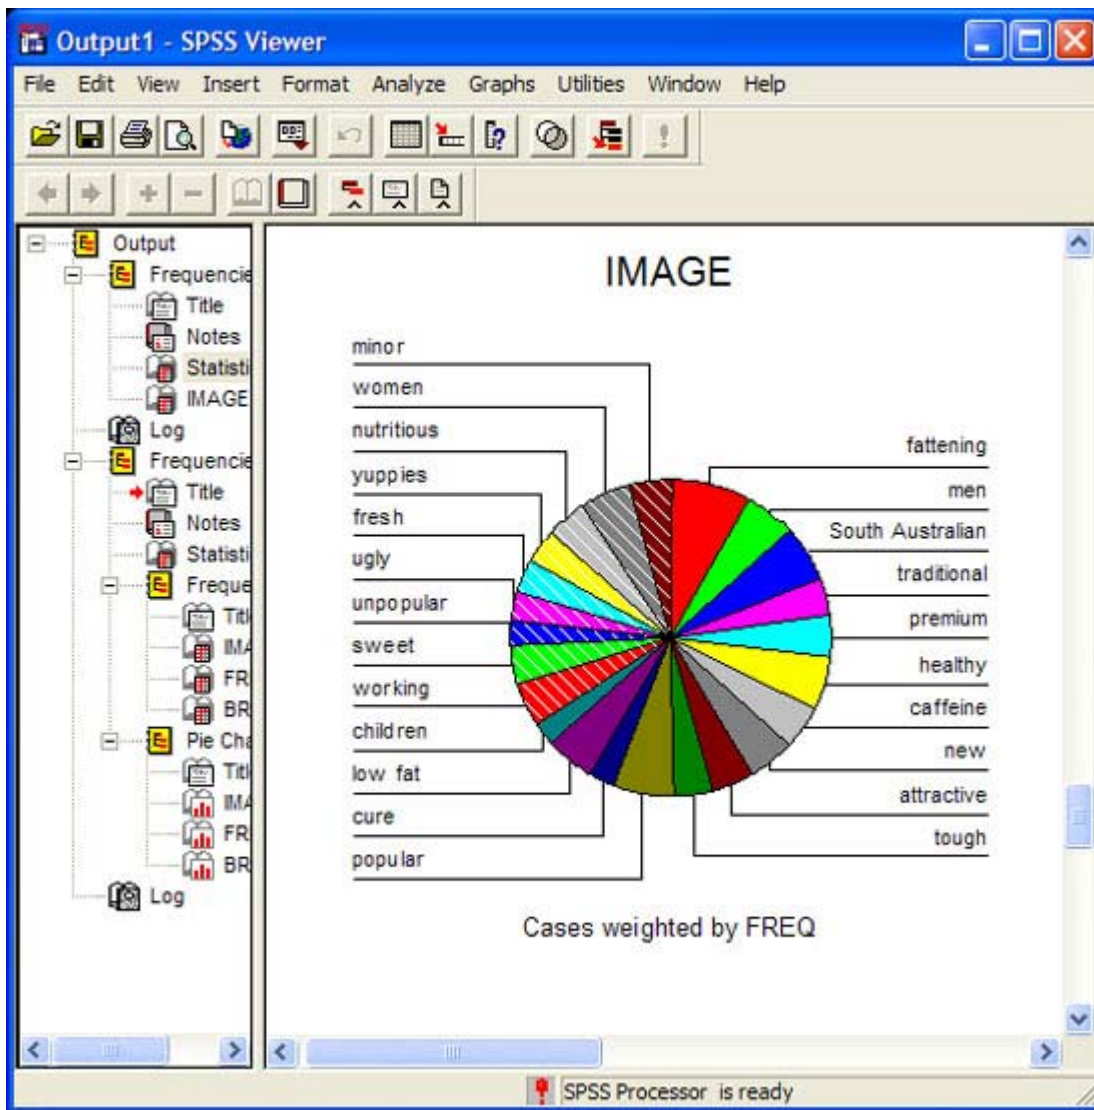 Output1 - SPSS Viewer
File Edit View Insert Format Analyze Graphs Utilities Window Help
Output
Frequencie
Title
Notes
Statisti
IMAGE
Log
Frequencie
Title
Notes
Statisti
Freque
Titl
IMA
FR
BR
Pie Cha
Titl
IMA
FR
BR
Log
IMAGE
minor
women
nutritious
yuppies
fresh
ugly
unpopular
sweet
working
children
low fat
cure
popular
fattening
men
South Australian
traditional
premium
healthy
caffeine
new
attractive
tough
Cases weighted by FREQ
SPSS Processor is ready